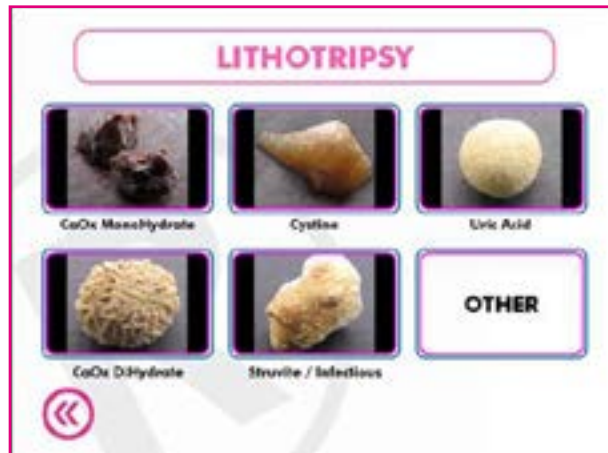 LITHOTRIPSY
CaOx MonoHydrate
Cystine
Uric Acid
CaOx DiHydrate
Struvite / Infectious
OTHER